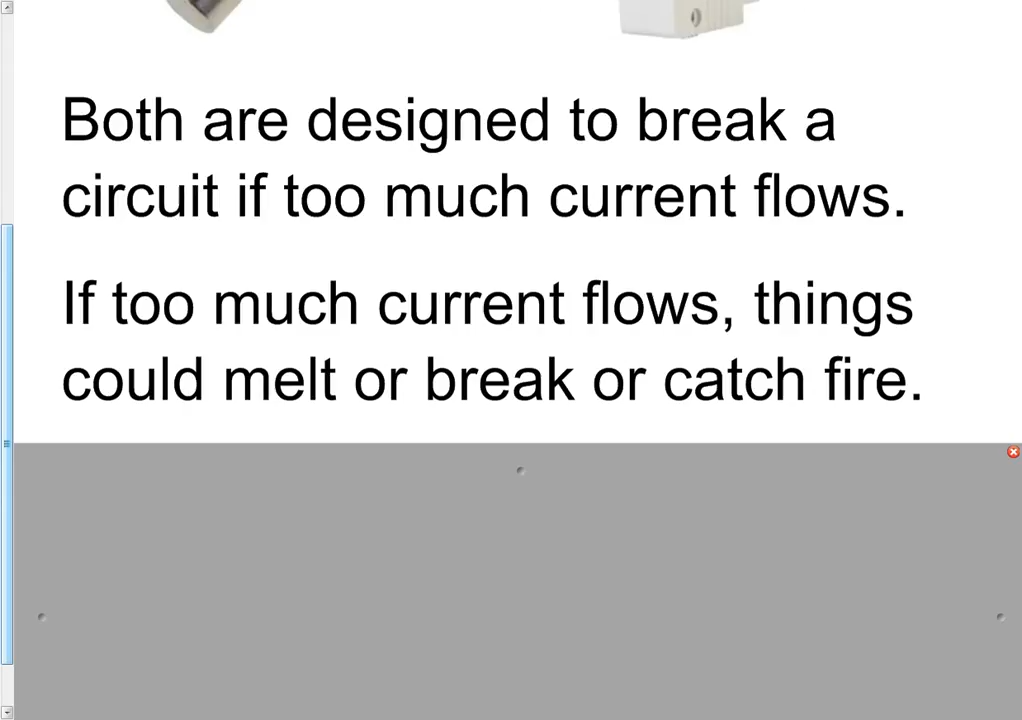 Both are designed to break a
circuit if too much current flows.
If too much current flows, things
could melt or break or catch fire.